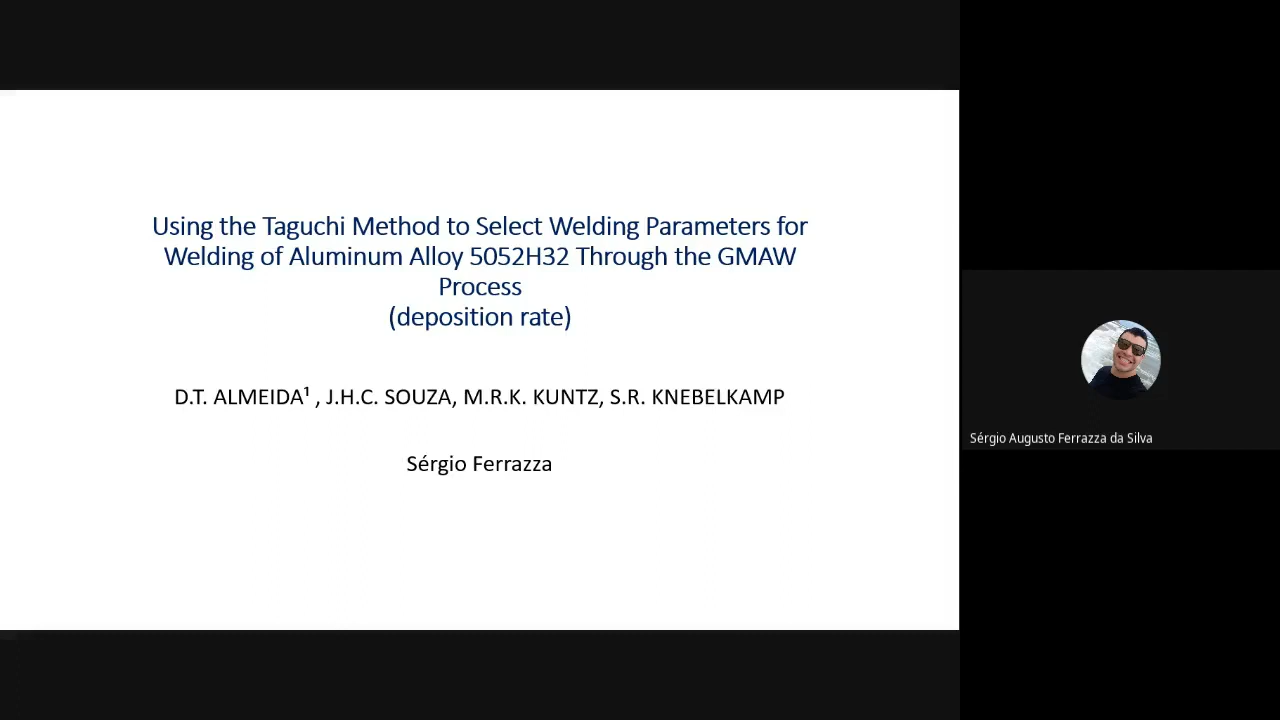 Using the Taguchi Method to Select Welding Parameters for
Welding of Aluminum Alloy 5052H32 Through the GMAW
Process
(deposition rate)
D.T. ALMEIDA¹ , J.H.C. SOUZA, M.R.K. KUNTZ, S.R. KNEBELKAMP
Sérgio Ferrazza
Sérgio Augusto Ferrazza da Silva